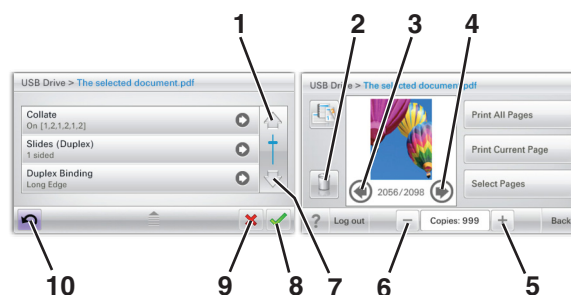 1
2
3
4
USB Drive > The selected document.pdf
Collate
On [1,2,1,2,1,2]
Slides (Duplex)
1 sided
Duplex Binding
Long Edge
USB Drive > The selected document.pdf
Print All Pages
Print Current Page
Select Pages
2056/2098
? Log out
Copies: 999
Back
10
9
8
7
6
5